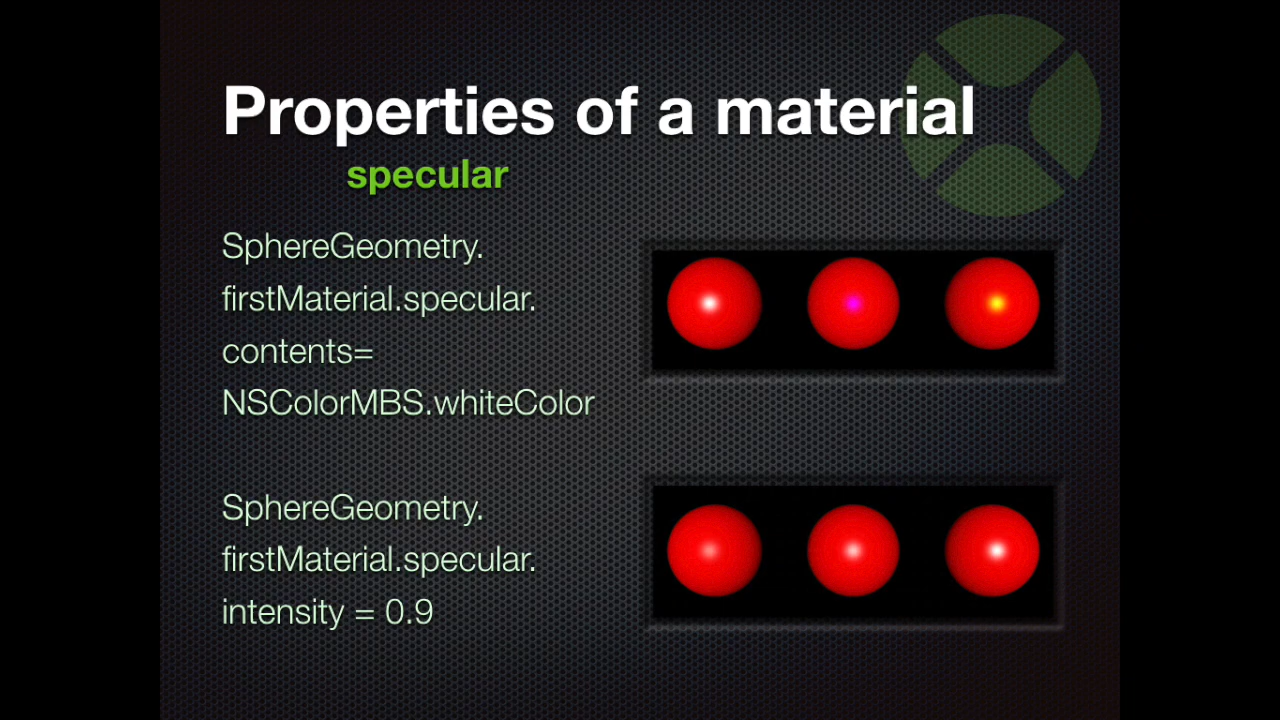 Properties of a material
specular
SphereGeometry.
firstMaterial.specular.
contents=
NSColorMBS.whiteColor
SphereGeometry.
firstMaterial.specular.
intensity = 0.9